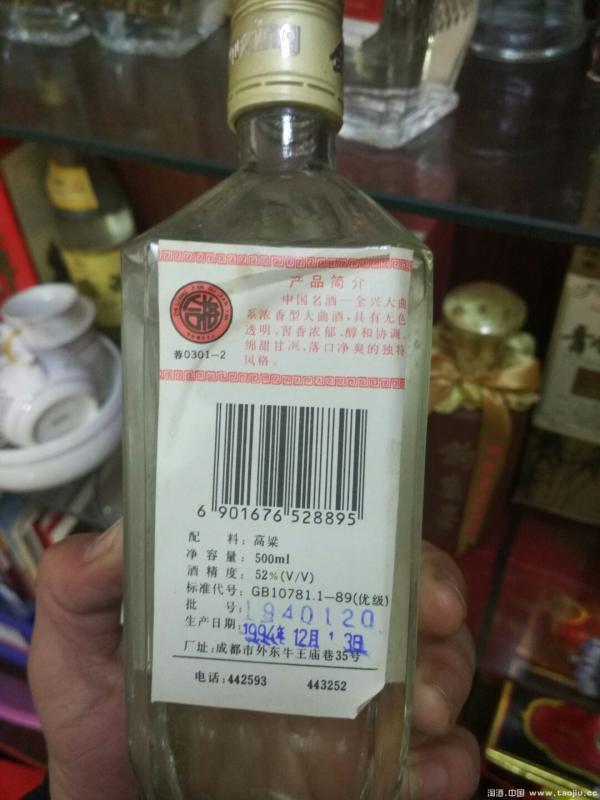 产品简介
中国名酒—全兴大曲
系浓香型大曲酒,具有无色
透明、窖香浓郁、醇和协调、
绵甜甘冽、落口净爽的独特
风格。
合格
蓉0301—2
6 901676 528895
配 料: 高粱
净 容 量: 500ml
酒 精 度: 52%(V/V)
标准代号: GB10781.1—89(优级)
批 号: 1940120
生产日期: 1994年 12月 3日
厂址: 成都市外东牛王庙巷35号
电话: 442593 443252
淘酒.中国 www.taojiu.cc